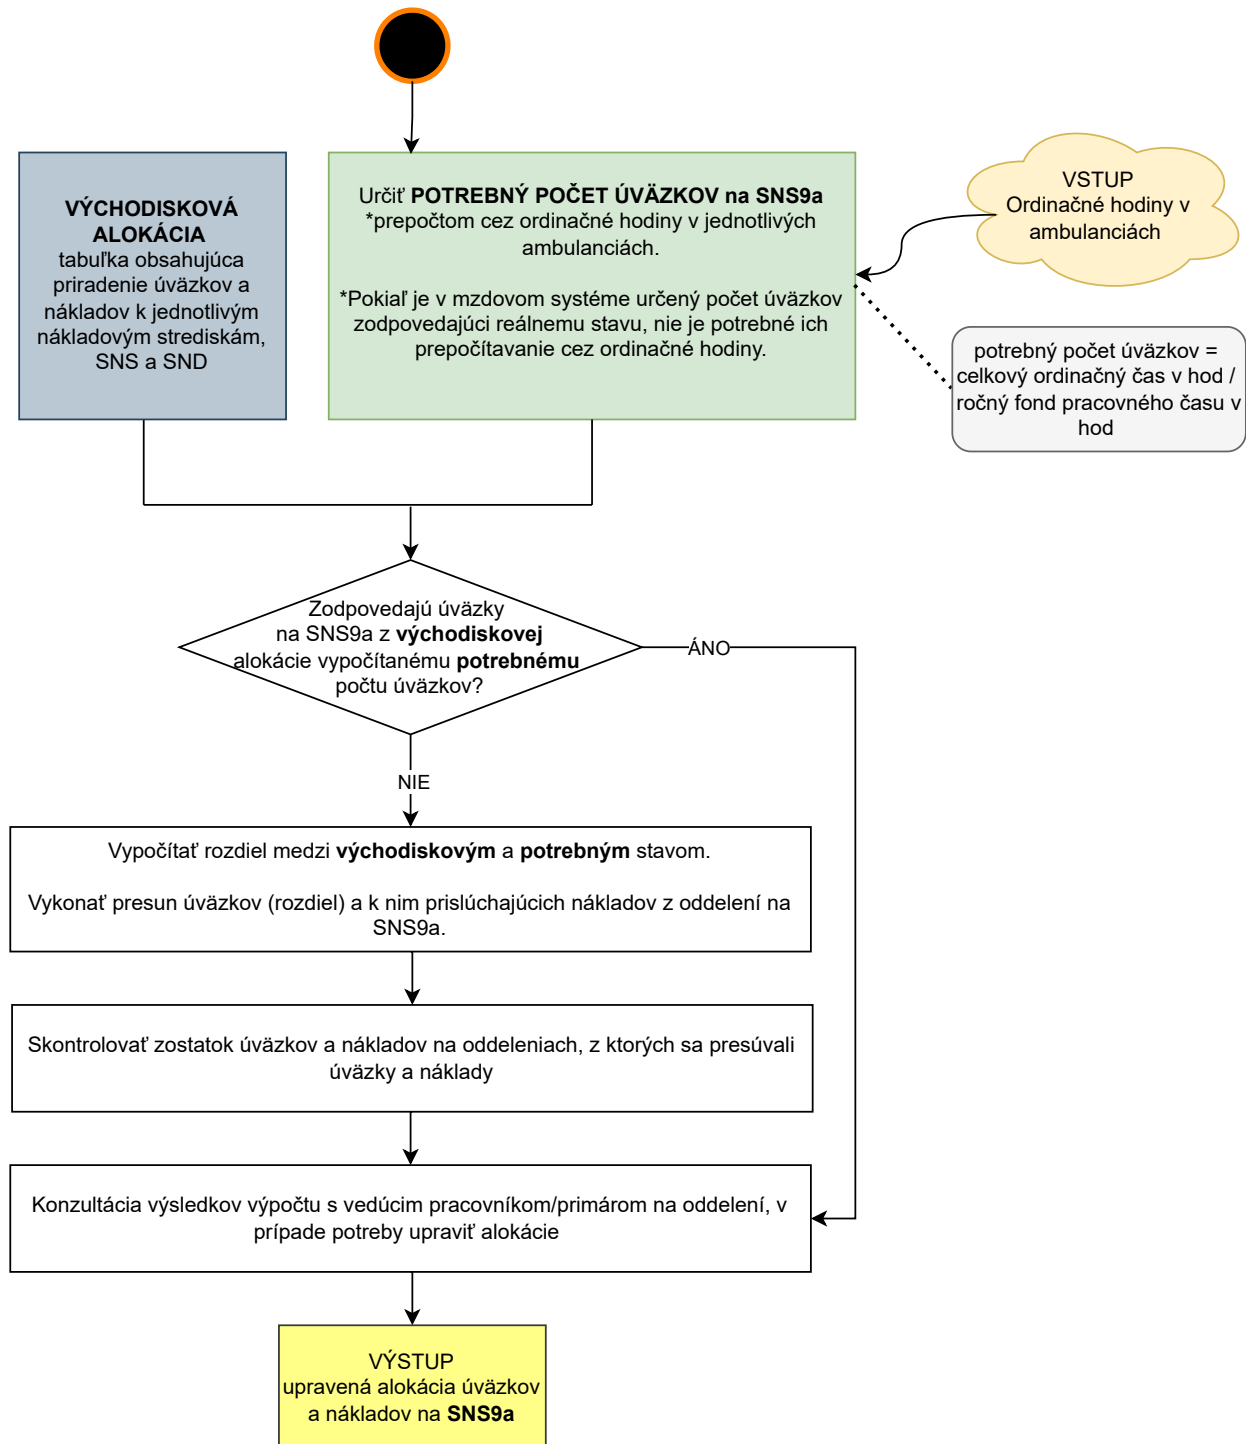 VÝCHODISKOVÁ
ALOKÁCIA
tabuľka obsahujúca
priradenie úväzkov a
nákladov k jednotlivým
nákladovým strediskám,
SNS a SND
Určiť POTREBNÝ POČET ÚVÄZKOV na SNS9a
*prepočtom cez ordinačné hodiny v jednotlivých
ambulanciách.
*Pokiaľ je v mzdovom systéme určený počet úväzkov
zodpovedajúci reálnemu stavu, nie je potrebné ich
prepočítavanie cez ordinačné hodiny.
VSTUP
Ordinačné hodiny v
ambulanciách
potrebný počet úväzkov =
celkový ordinačný čas v hod /
ročný fond pracovného času v
hod
Zodpovedajú úväzky
na SNS9a z východiskovej
alokácie vypočítanému potrebnému
počtu úväzkov?
ÁNO
NIE
Vypočítať rozdiel medzi východiskovým a potrebným stavom.
Vykonať presun úväzkov (rozdiel) a k nim prislúchajúcich nákladov z oddelení na
SNS9a.
Skontrolovať zostatok úväzkov a nákladov na oddeleniach, z ktorých sa presúvali
úväzky a náklady
Konzultácia výsledkov výpočtu s vedúcim pracovníkom/primárom na oddelení, v
prípade potreby upraviť alokácie
VÝSTUP
upravená alokácia úväzkov
a nákladov na SNS9a